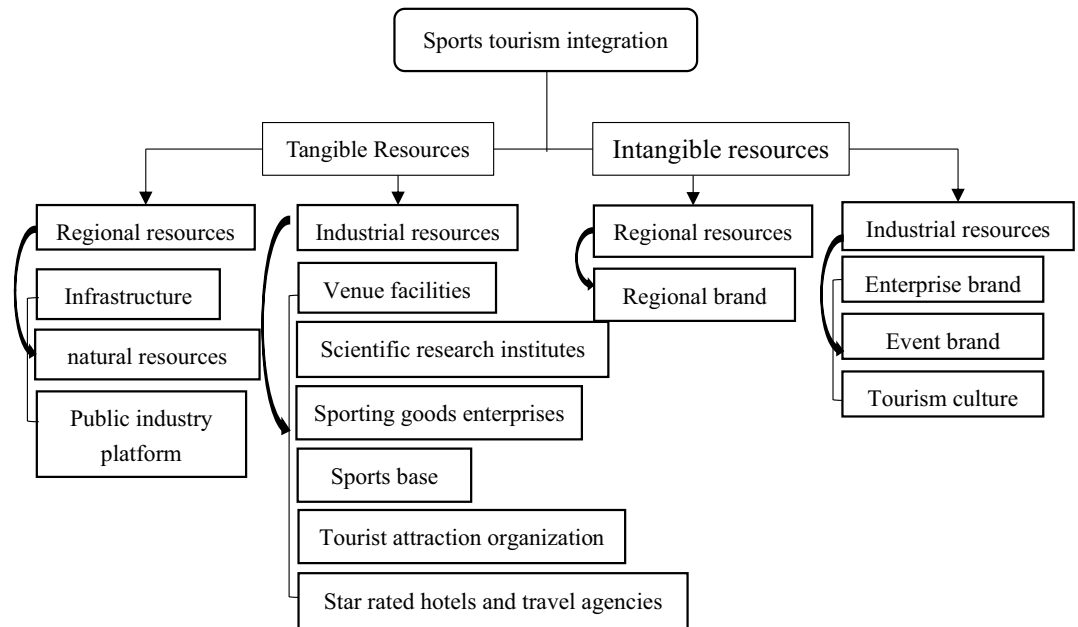 Sports tourism integration
Tangible Resources
Intangible resources
Regional resources
Infrastructure
natural resources
Public industry
platform
Industrial resources
Venue facilities
Scientific research institutes
Sporting goods enterprises
Sports base
Tourist attraction organization
Star rated hotels and travel agencies
Regional resources
Regional brand
Industrial resources
Enterprise brand
Event brand
Tourism culture